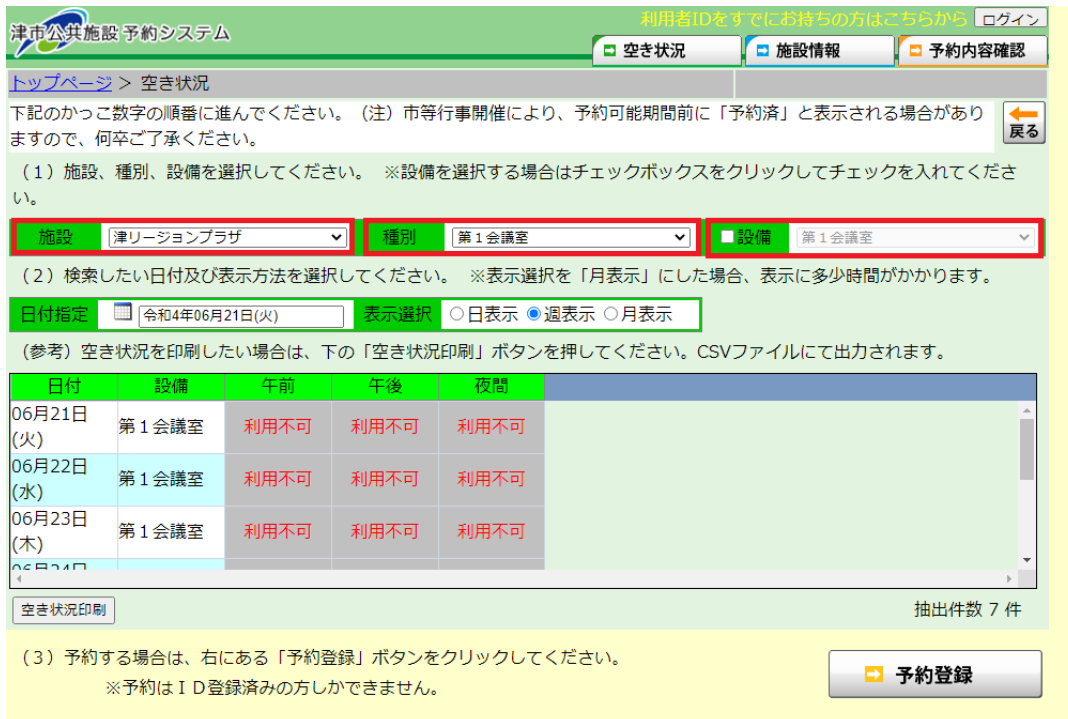 津市公共施設 予約システム
利用者IDをすでにお持ちの方はこちらから ログイン
空き状況 施設情報 予約内容確認
トップページ > 空き状況
下記のかっこ数字の順番に進んでください。（注）市等行事開催により、予約可能期間前に「予約済」と表示される場合があり
ますので、何卒ご了承ください。
戻る
（1）施設、種別、設備を選択してください。 ※設備を選択する場合はチェックボックスをクリックしてチェックを入れてくださ
い。
施設 津リージョンプラザ 種別 第１会議室 設備 第１会議室
（2）検索したい日付及び表示方法を選択してください。 ※表示選択を「月表示」にした場合、表示に多少時間がかかります。
日付指定 令和4年06月21日(火) 表示選択 日表示 週表示 月表示
(参考）空き状況を印刷したい場合は、下の「空き状況印刷」ボタンを押してください。CSVファイルにて出力されます。
日付 設備 午前 午後 夜間
06月21日
(火) 第１会議室 利用不可 利用不可 利用不可
06月22日
(水) 第１会議室 利用不可 利用不可 利用不可
06月23日
(木) 第１会議室 利用不可 利用不可 利用不可
06月24日
空き状況印刷 抽出件数 7 件
（3）予約する場合は、右にある「予約登録」ボタンをクリックしてください。
※予約はＩＤ登録済みの方しかできません。
予約登録